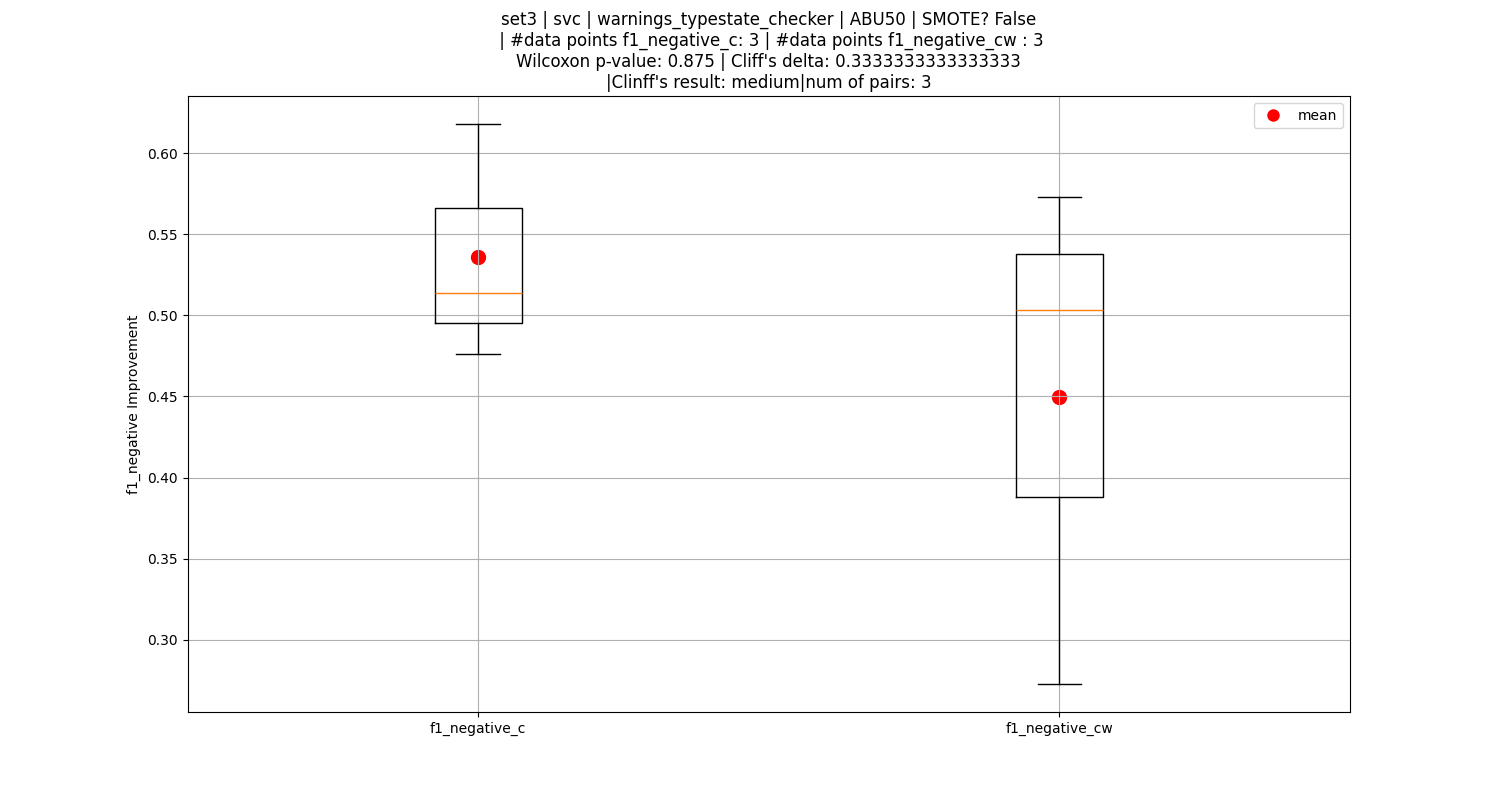 set3 | svc | warnings_typestate_checker | ABU50 | SMOTE? False
| #data points f1_negative_c: 3 | #data points f1_negative_cw : 3
Wilcoxon p-value: 0.875 | Cliff's delta: 0.3333333333333333
|Clinff's result: medium|num of pairs: 3
mean
0.60
0.55
0.50
0.45
0.40
0.35
0.30
f1_negative Improvement
f1_negative_c
f1_negative_cw